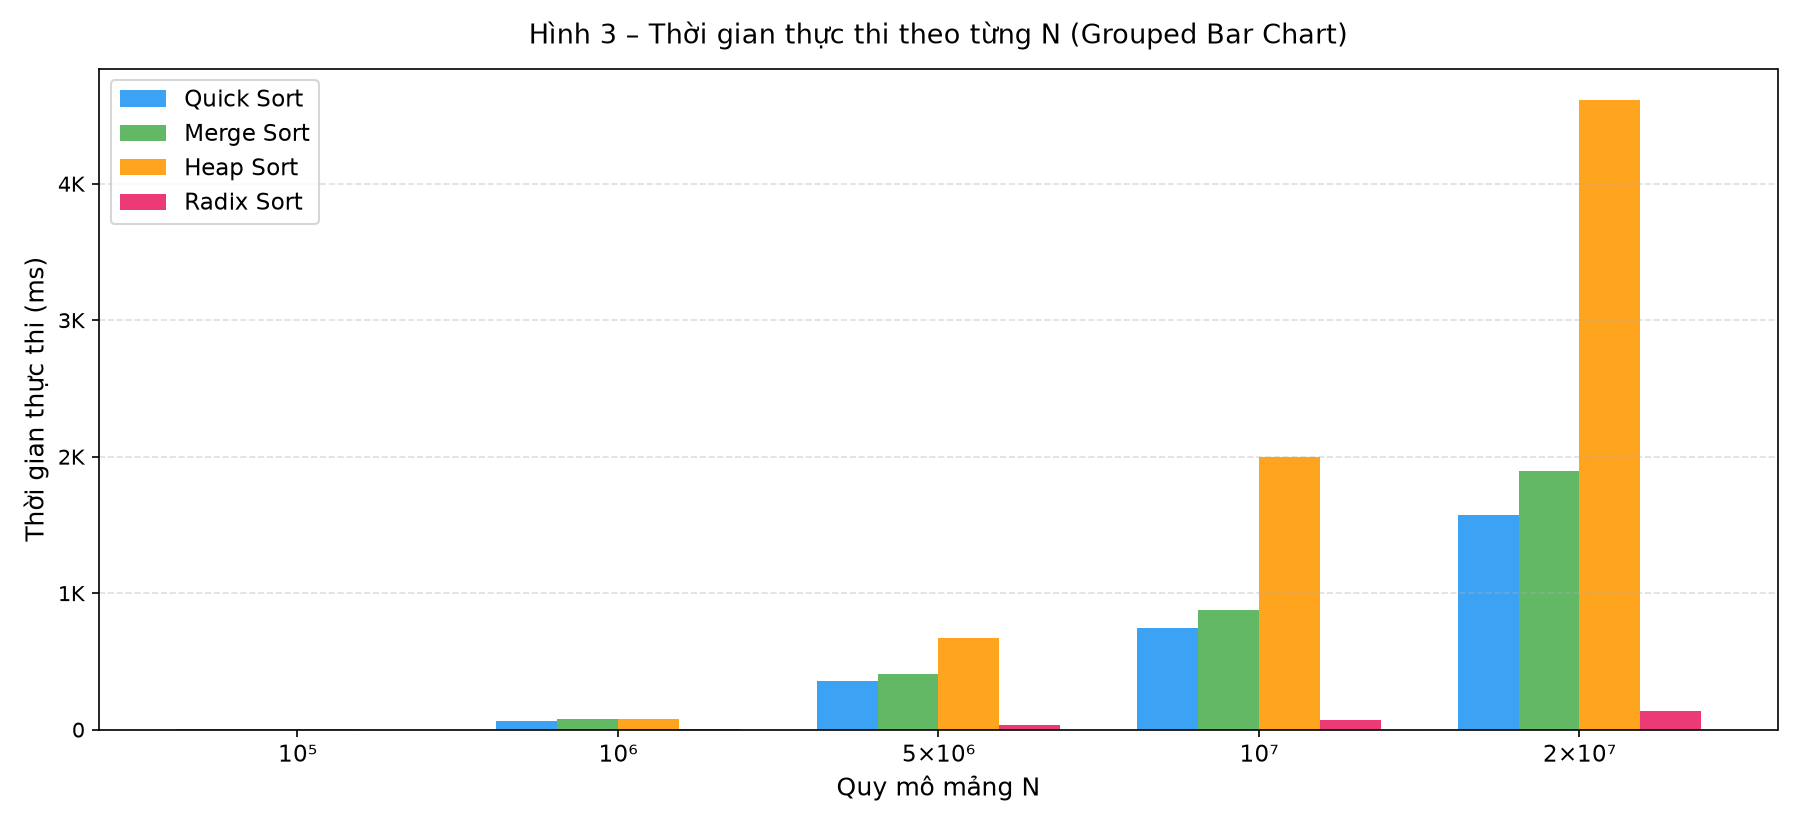 Hình 3 – Thời gian thực thi theo từng N (Grouped Bar Chart)
Quick Sort
Merge Sort
Heap Sort
Radix Sort
Thời gian thực thi (ms)
4K
3K
2K
1K
0
10⁵
10⁶
5×10⁶
10⁷
2×10⁷
Quy mô mảng N